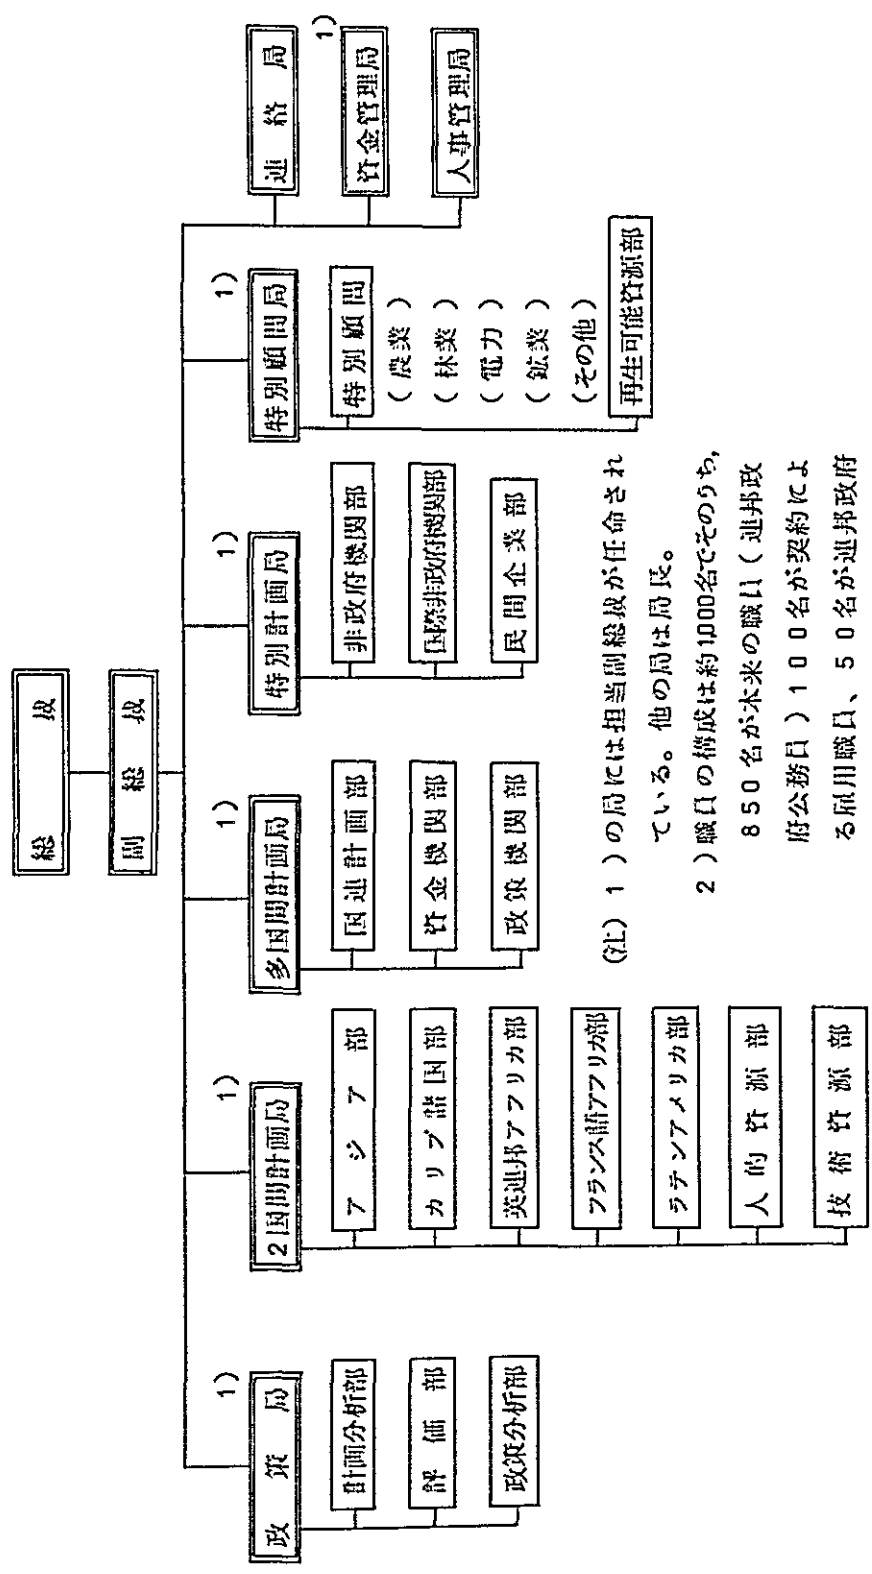 総裁
副総裁
政策局 1)
計画分析部
評価部
政策分析部
2国間計画局 1)
アジア部
カリブ諸国部
英連邦アフリカ部
フランス語アフリカ部
ラテンアメリカ部
人的資源部
技術資源部
多国間計画局 1)
国連計画部
資金機関部
政策機関部
特別計画局 1)
非政府機関部
国際非政府機関部
民間企業部
特別顧問局 1)
特別顧問
(農業)
(林業)
(電力)
(鉱業)
(その他)
再生可能資源部
連絡局
資金管理局 1)
人事管理局
(注) 1)の局には担当副総裁が任命され
ている。他の局は局長。
2)職員の構成は約1,000名でそのうち,
850名が本来の職員(連邦政
府公務員)100名が契約によ
る雇用職員、50名が連邦政府